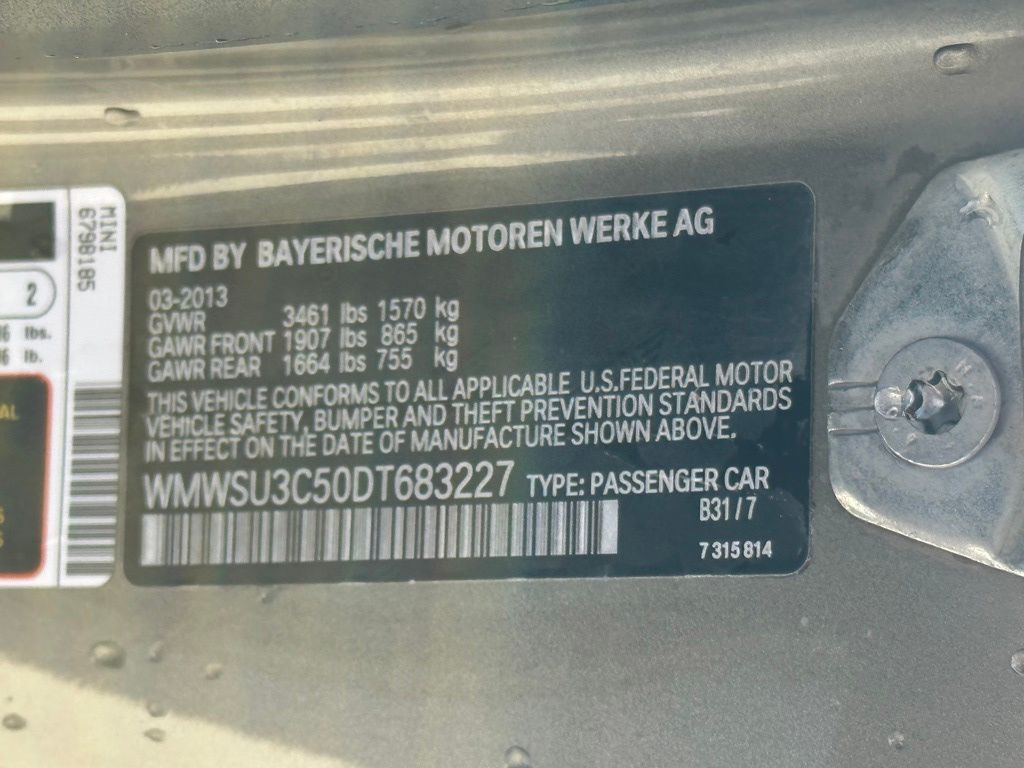 MINI
6798185
2
lbs.
lb.
MFD BY BAYERISCHE MOTOREN WERKE AG
03-2013
GVWR 3461 lbs 1570 kg
GAWR FRONT 1907 lbs 865 kg
GAWR REAR 1664 lbs 755 kg
THIS VEHICLE CONFORMS TO ALL APPLICABLE U.S.FEDERAL MOTOR
VEHICLE SAFETY, BUMPER AND THEFT PREVENTION STANDARDS
IN EFFECT ON THE DATE OF MANUFACTURE SHOWN ABOVE.
WMWSU3C50DT683227 TYPE: PASSENGER CAR
B31/7
7 315 814